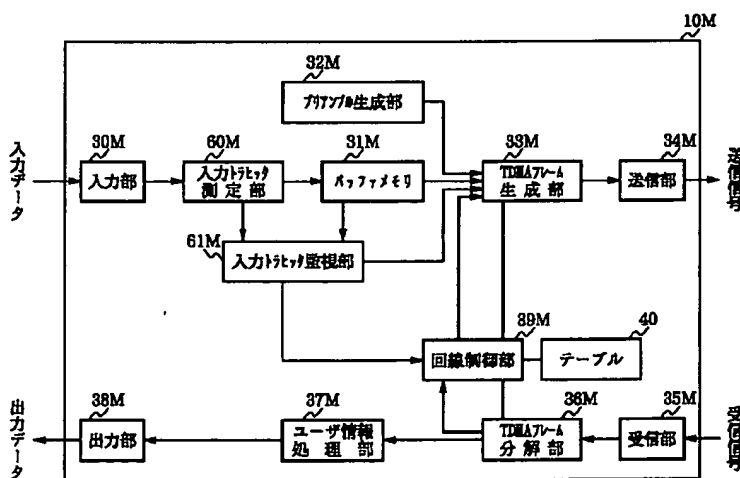 10M
32M
プリアンブル生成部
入力データ
30M
入力部
60M
入力トラヒック
測定部
31M
バッファメモリ
33M
TDMAフレーム
生成部
34M
送信部
送信信号
61M
入力トラヒック監視部
39M
回線制御部
40
テーブル
出力データ
38M
出力部
37M
ユーザ情報
処理部
36M
TDMAフレーム
分解部
35M
受信部
受信信号